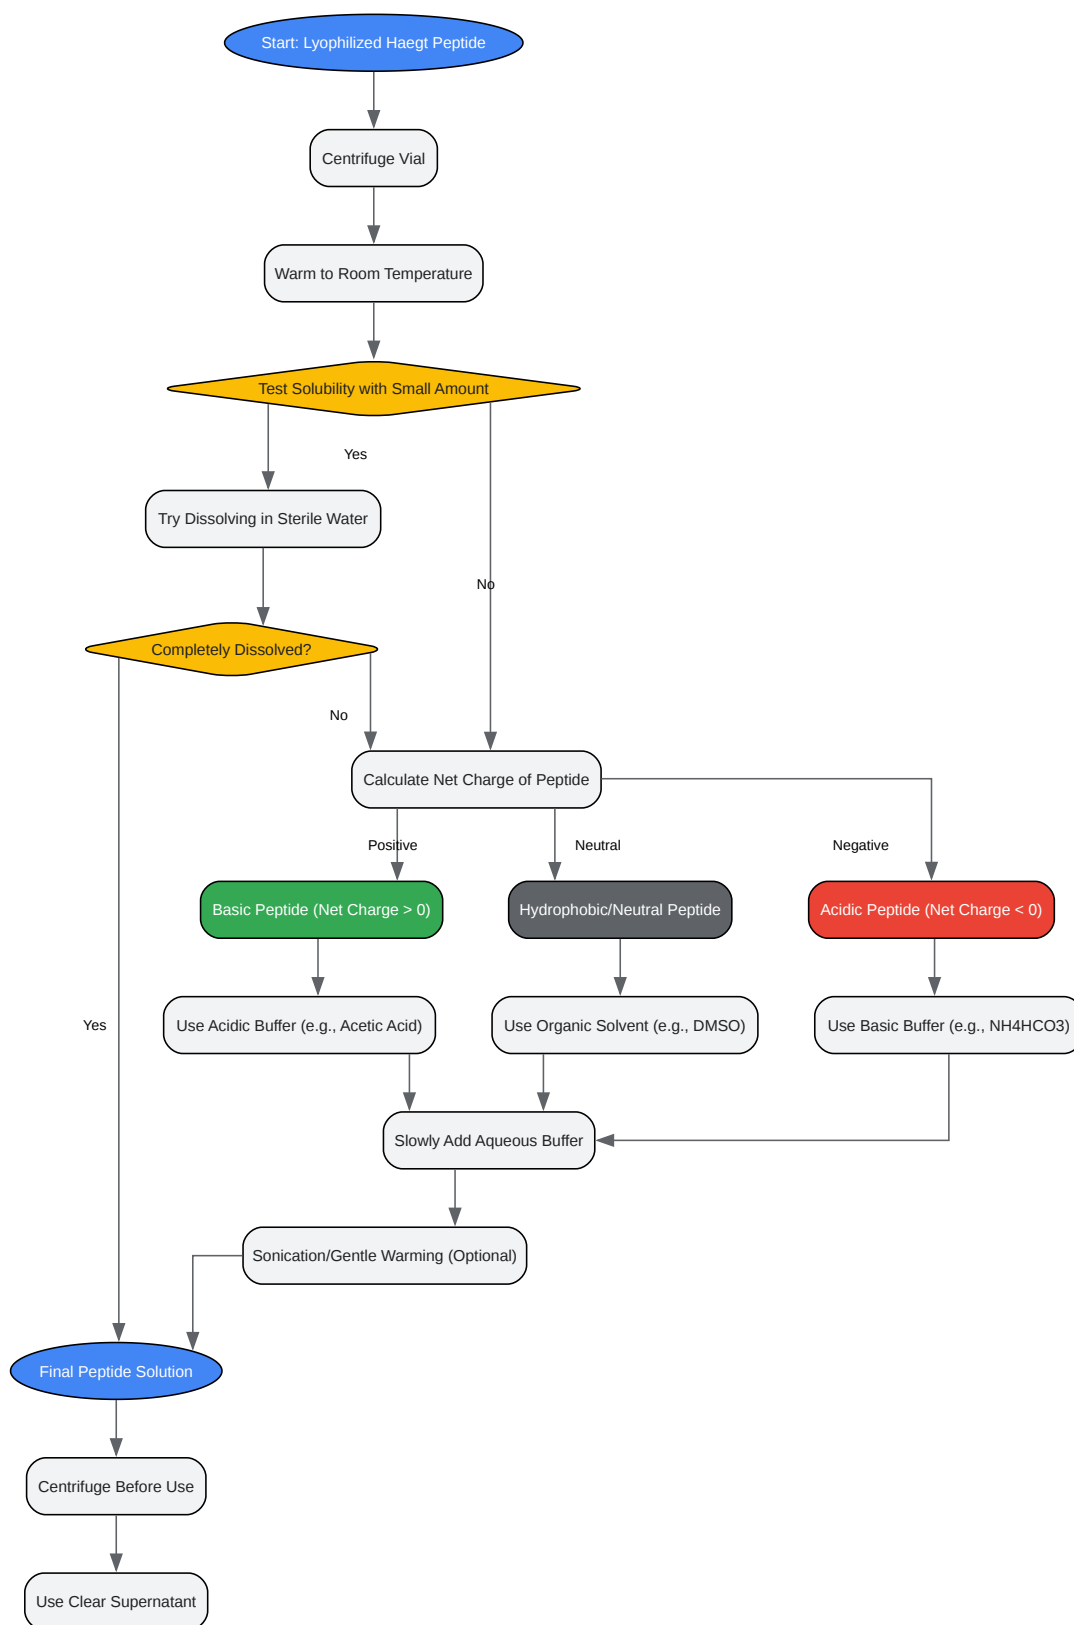 Start: Lyophilized Haegt Peptide
Centrifuge Vial
Warm to Room Temperature
Test Solubility with Small Amount
Yes
Try Dissolving in Sterile Water
No
Completely Dissolved?
No
Calculate Net Charge of Peptide
Positive
Neutral
Negative
Basic Peptide (Net Charge > 0)
Hydrophobic/Neutral Peptide
Acidic Peptide (Net Charge < 0)
Yes
Use Acidic Buffer (e.g., Acetic Acid)
Use Organic Solvent (e.g., DMSO)
Use Basic Buffer (e.g., NH4HCO3)
Slowly Add Aqueous Buffer
Sonication/Gentle Warming (Optional)
Final Peptide Solution
Centrifuge Before Use
Use Clear Supernatant